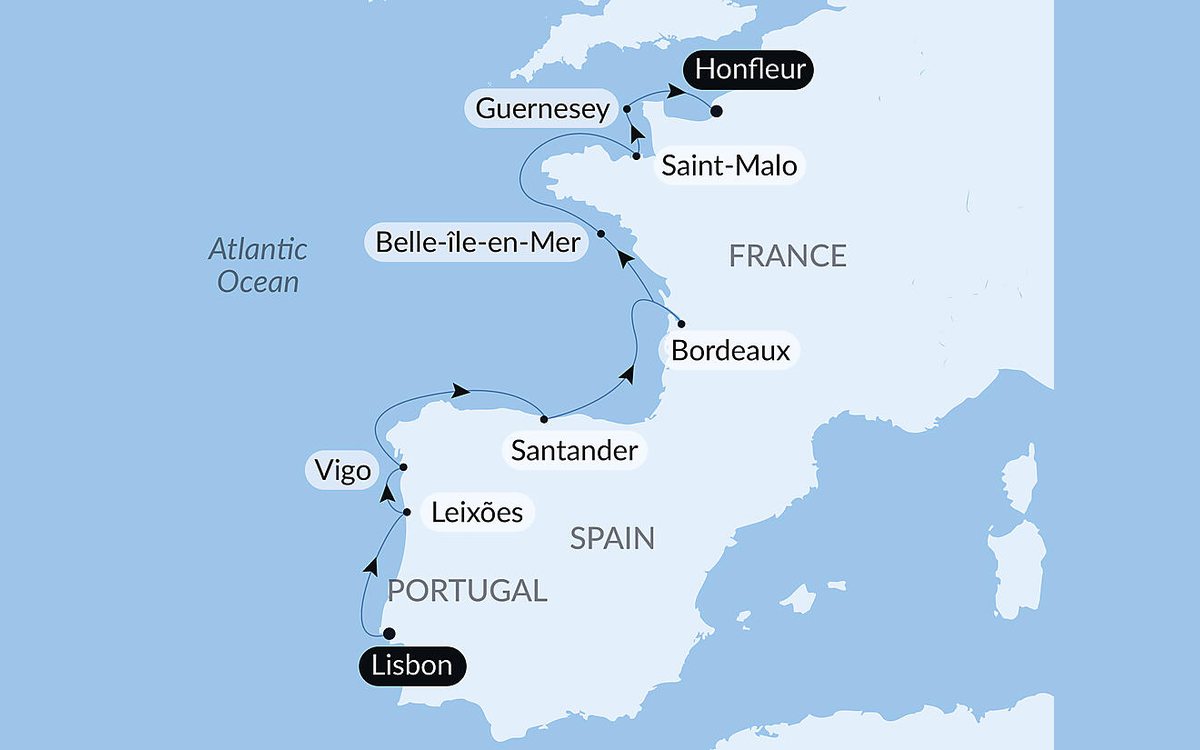 Honfleur
Guernesey
Saint-Malo
Belle-île-en-Mer
Atlantic
Ocean
FRANCE
Bordeaux
Santander
Vigo
Leixões
SPAIN
PORTUGAL
Lisbon